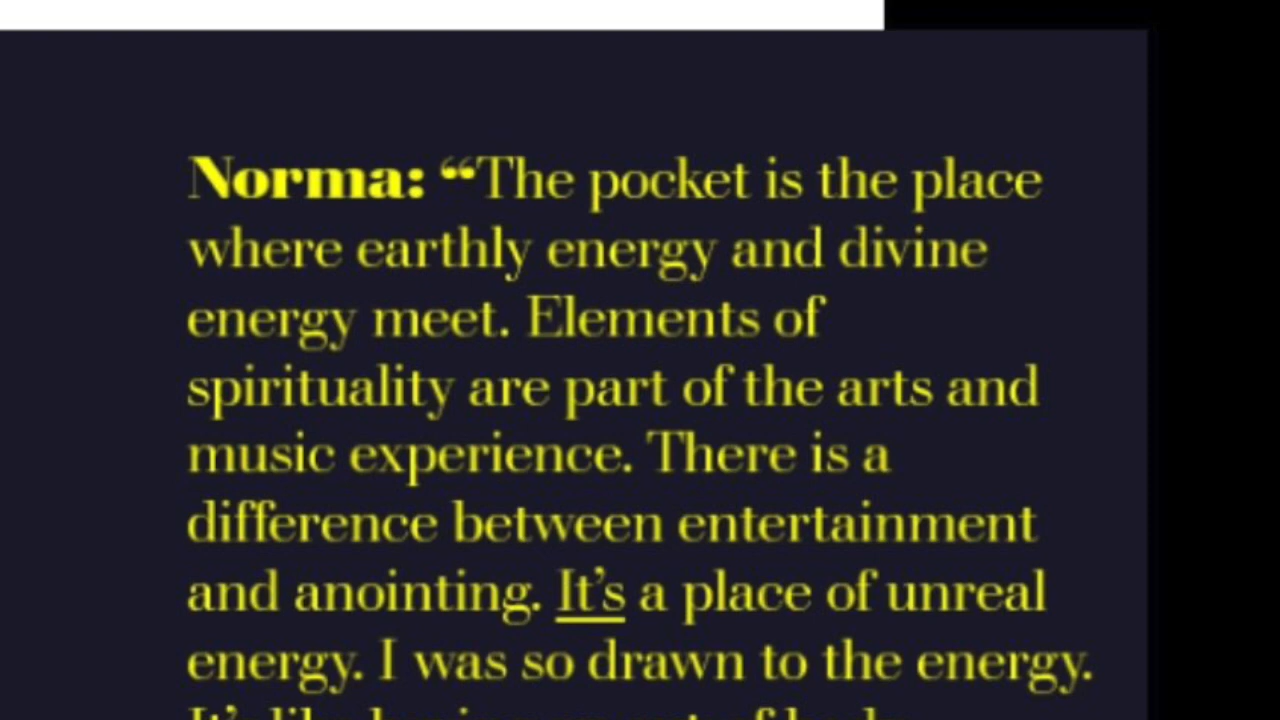 Norma: “The pocket is the place
where earthly energy and divine
energy meet. Elements of
spirituality are part of the arts and
music experience. There is a
difference between entertainment
and anointing. It’s a place of unreal
energy. I was so drawn to the energy.
It’s like